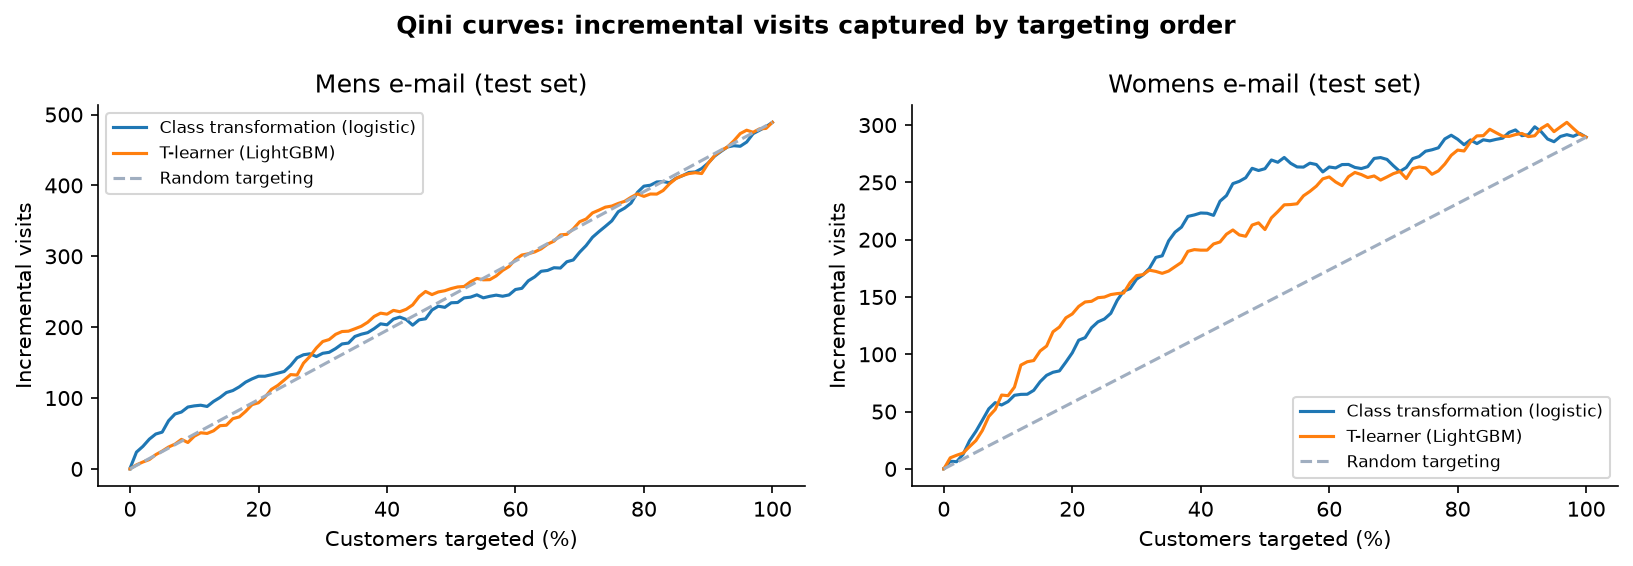 Qini curves: incremental visits captured by targeting order
Mens e-mail (test set)
Incremental visits
500
400
300
200
100
0
Class transformation (logistic)
T-learner (LightGBM)
Random targeting
0 20 40 60 80 100
Customers targeted (%)
Womens e-mail (test set)
Incremental visits
300
250
200
150
100
50
0
Class transformation (logistic)
T-learner (LightGBM)
Random targeting
0 20 40 60 80 100
Customers targeted (%)